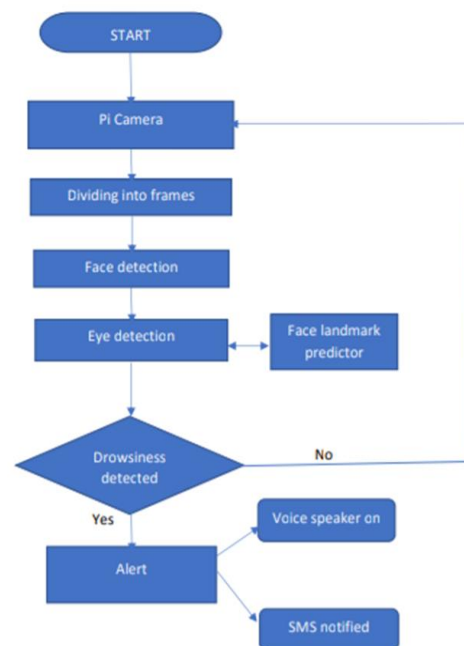 START
Pi Camera
Dividing into frames
Face detection
Eye detection
Face landmark
predictor
Drowsiness
detected
No
Yes
Voice speaker on
Alert
SMS notified